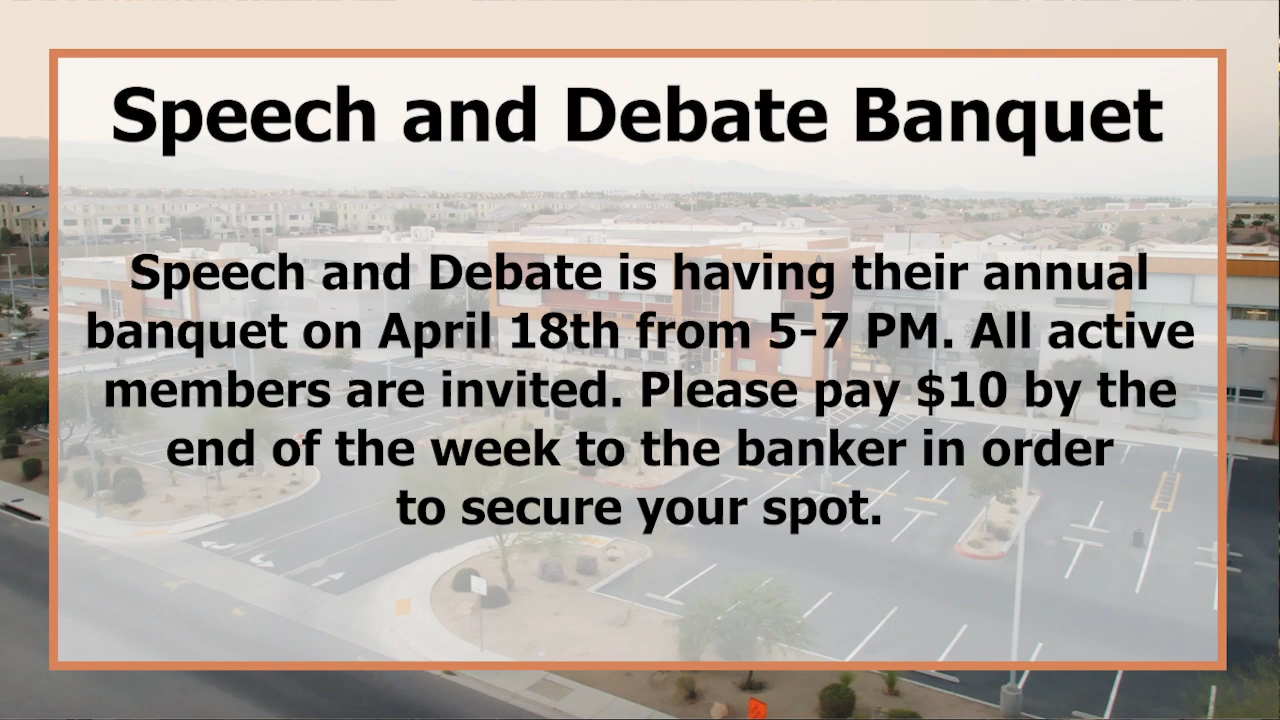 Speech and Debate Banquet
Speech and Debate is having their annual
banquet on April 18th from 5-7 PM. All active
members are invited. Please pay $10 by the
end of the week to the banker in order
to secure your spot.